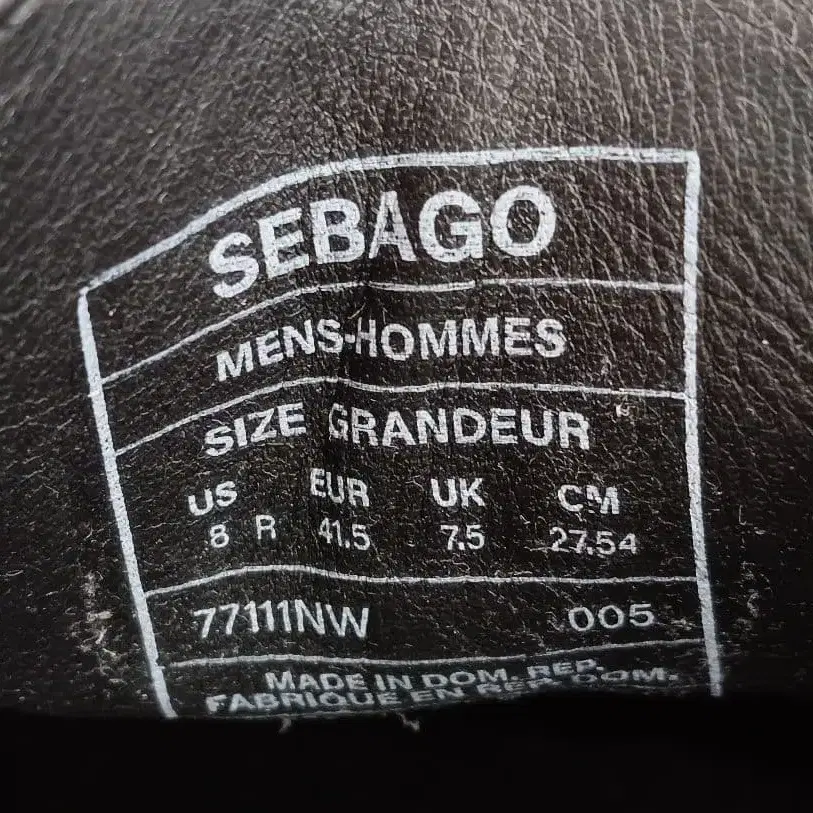 SEBAGO
MENS-HOMMES
SIZE GRANDEUR
US EUR UK CM
8 R 41.5 7.5 27.54
77111NW 005
MADE IN DOM. REP.
FABRIQUE EN REP. DOM.